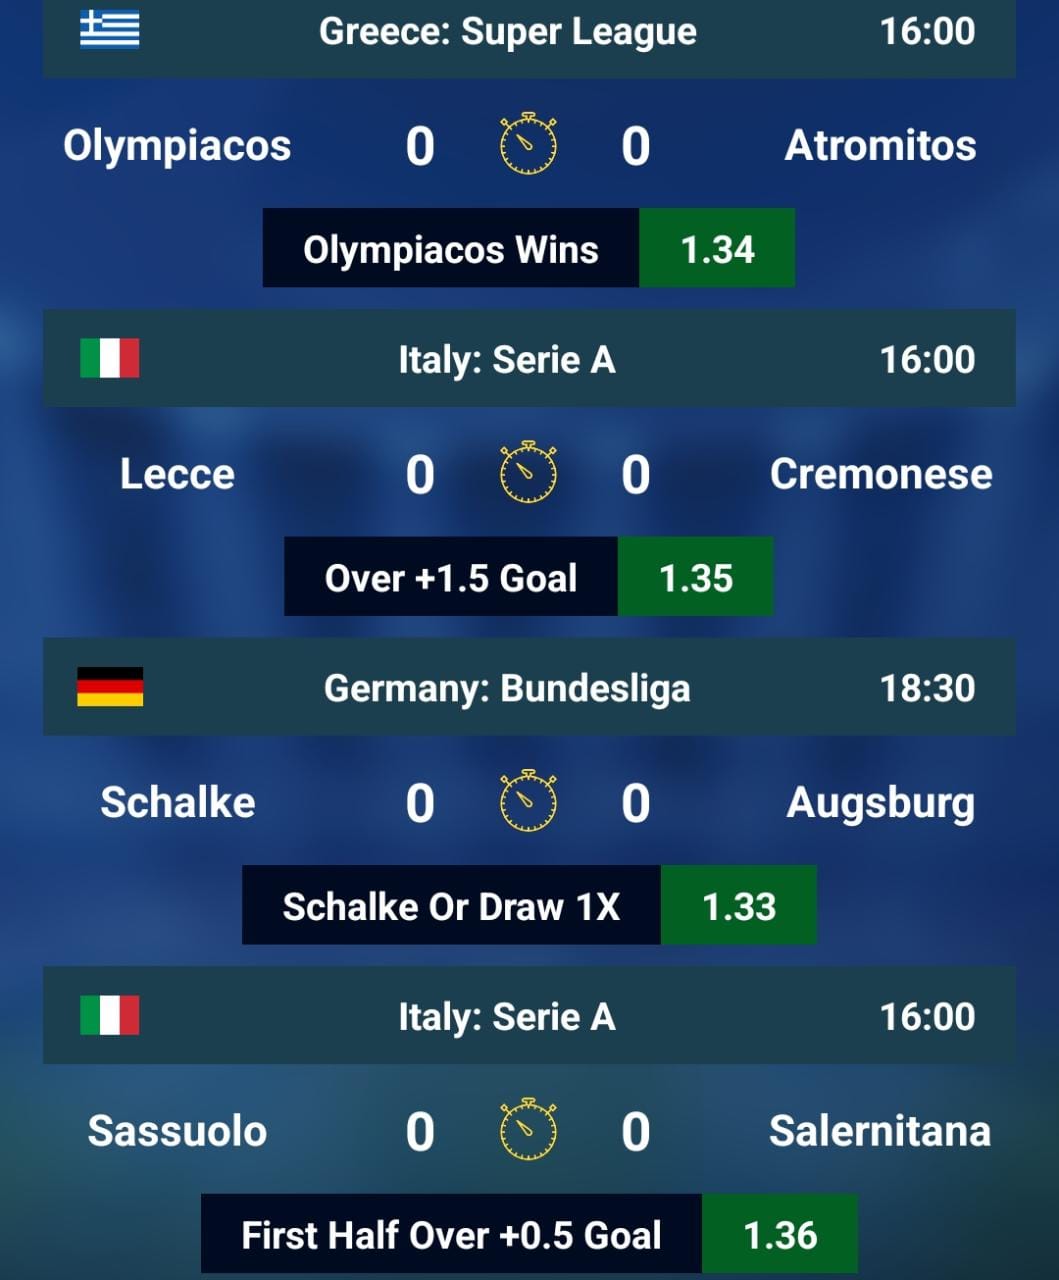 Greece: Super League 16:00
Olympiacos 0 0 Atromitos
Olympiacos Wins 1.34
Italy: Serie A 16:00
Lecce 0 0 Cremonese
Over +1.5 Goal 1.35
Germany: Bundesliga 18:30
Schalke 0 0 Augsburg
Schalke Or Draw 1X 1.33
Italy: Serie A 16:00
Sassuolo 0 0 Salernitana
First Half Over +0.5 Goal 1.36